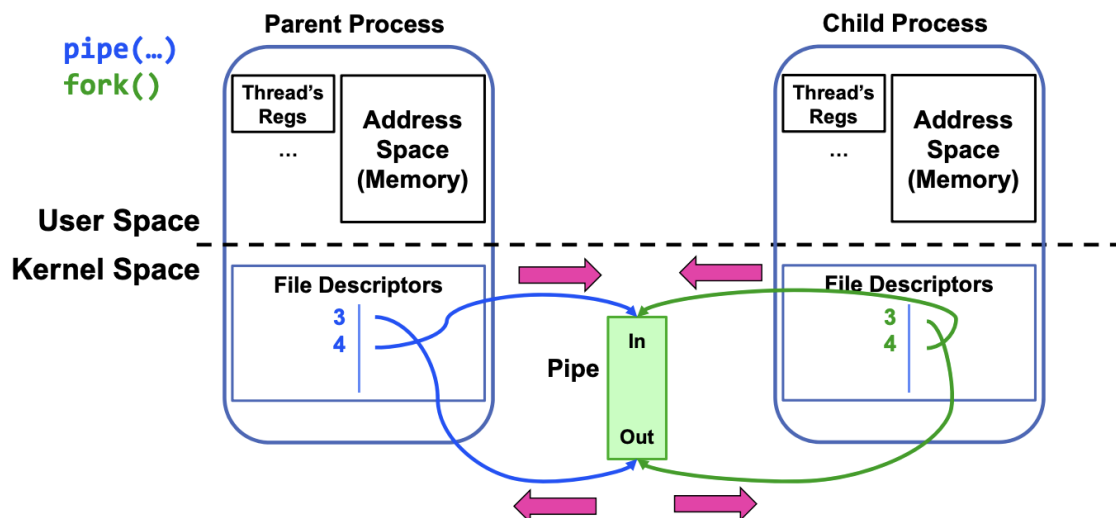 Parent Process
Child Process
pipe(…)
fork()
Thread's
Regs
…
Address
Space
(Memory)
Thread's
Regs
…
Address
Space
(Memory)
User Space
Kernel Space
File Descriptors
3
4
File Descriptors
3
4
In
Pipe
Out